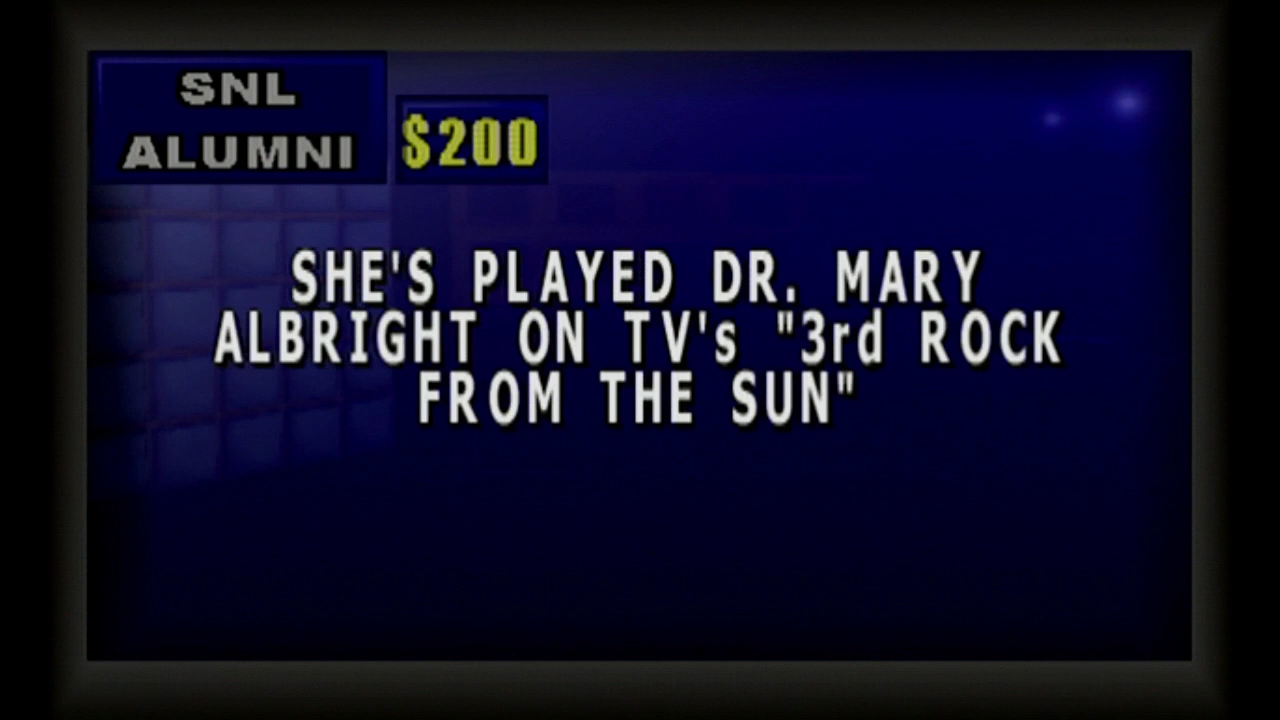 SNL
ALUMNI
$200
SHE'S PLAYED DR. MARY
ALBRIGHT ON TV's "3rd ROCK
FROM THE SUN"